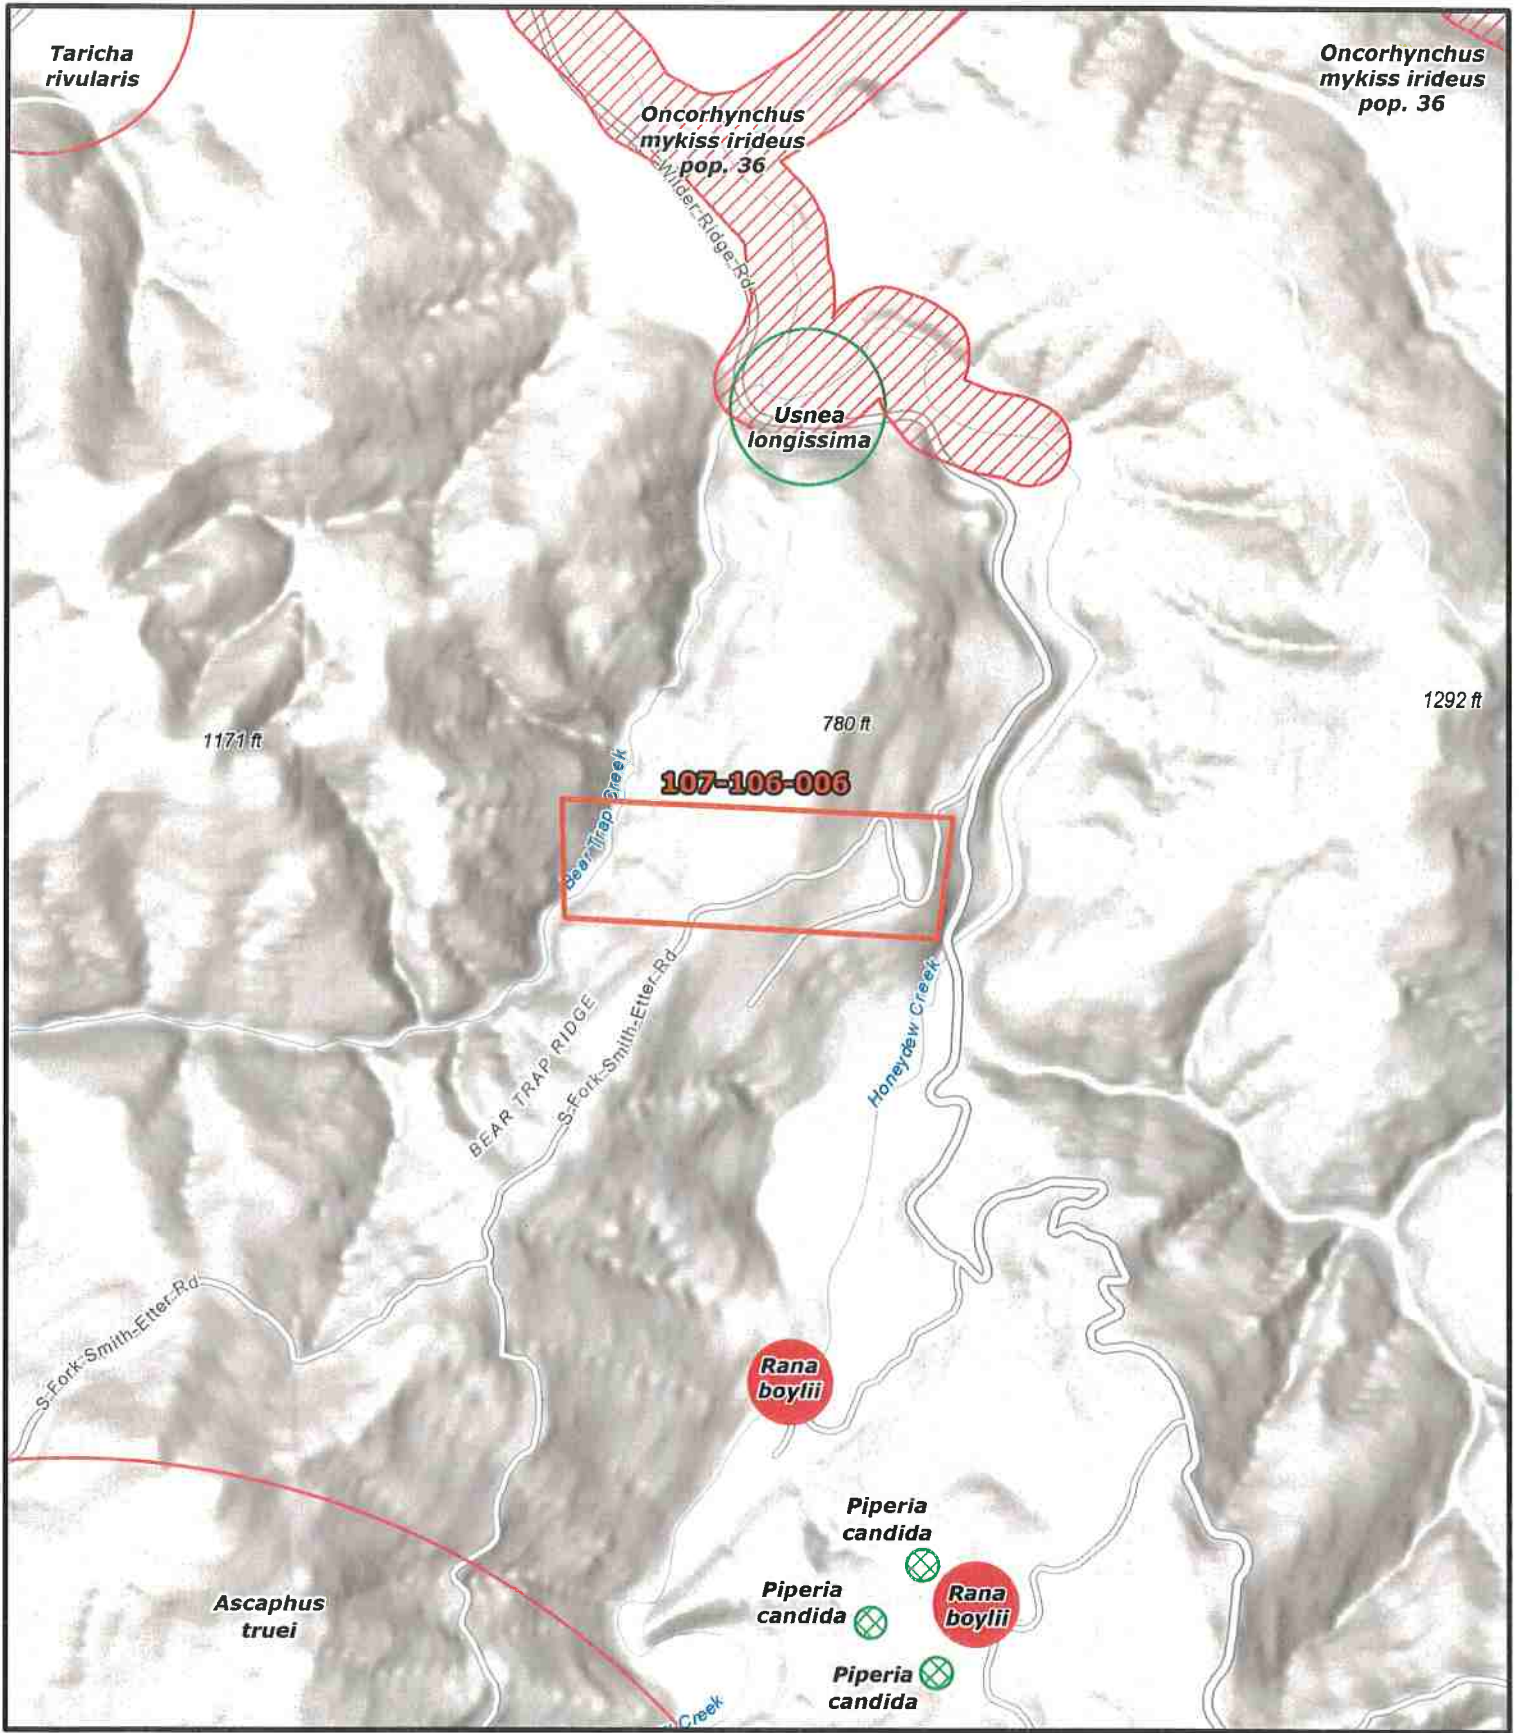 Taricha
rivularis
Oncorhynchus
mykiss irideus
pop. 36
Oncorhynchus
mykiss irideus
pop. 36
Wilder Ridge Rd
Usnea
longissima
1292 ft
780 ft
1171 ft
107-106-006
Bear Trap Creek
Honeydew Creek
S Fork Smith-Etter Rd
BEAR TRAP RIDGE
S Fork Smith-Etter Rd
Rana
boylii
Piperia
candida
Rana
boylii
Piperia
candida
Ascaphus
truei
Piperia
candida
Creek